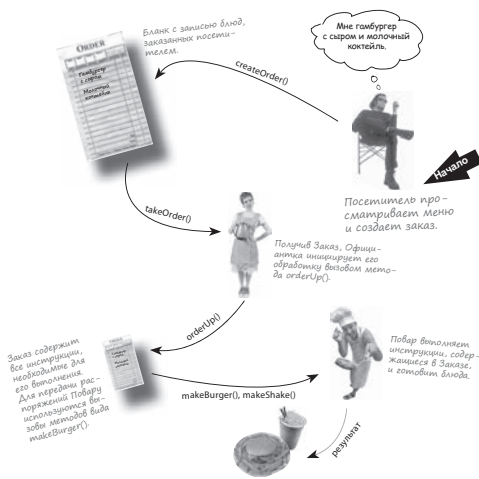 Мне гамбургер
с сыром и молочный
коктейль.
Бланк с записью блюд,
заказанных посети-
телем.
ORDER
Гамбургер
с сыром
Молочный
коктейль
createOrder()
Начало
Посетитель про-
сматривает меню
и создает заказ.
takeOrder()
Получив Заказ, Офици-
антка инициирует его
обработку вызовом мето-
да orderUp().
orderUp()
Заказ содержит
все инструкции,
необходимые для
его выполнения.
Для передачи рас-
поряжений Повару
используются вы-
зовы методов вида
makeBurger().
makeBurger(), makeShake()
Повар выполняет
инструкции, содер-
жащиеся в Заказе,
и готовит блюда.
результат